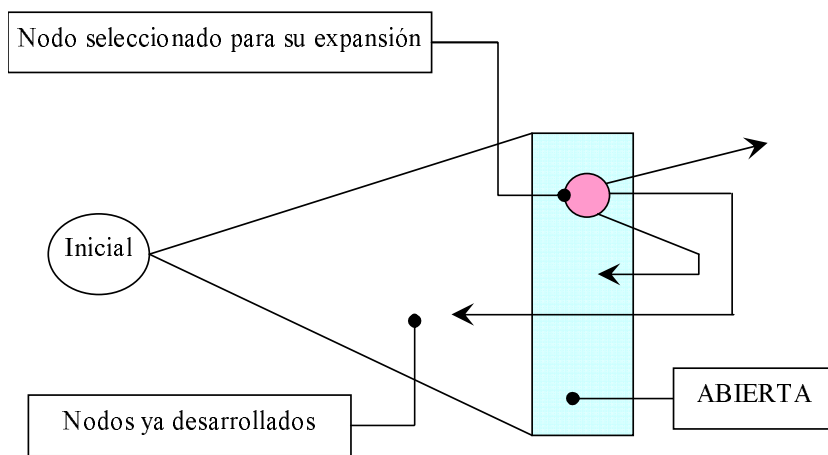 Nodo seleccionado para su expansión
Inicial
ABIERTA
Nodos ya desarrollados